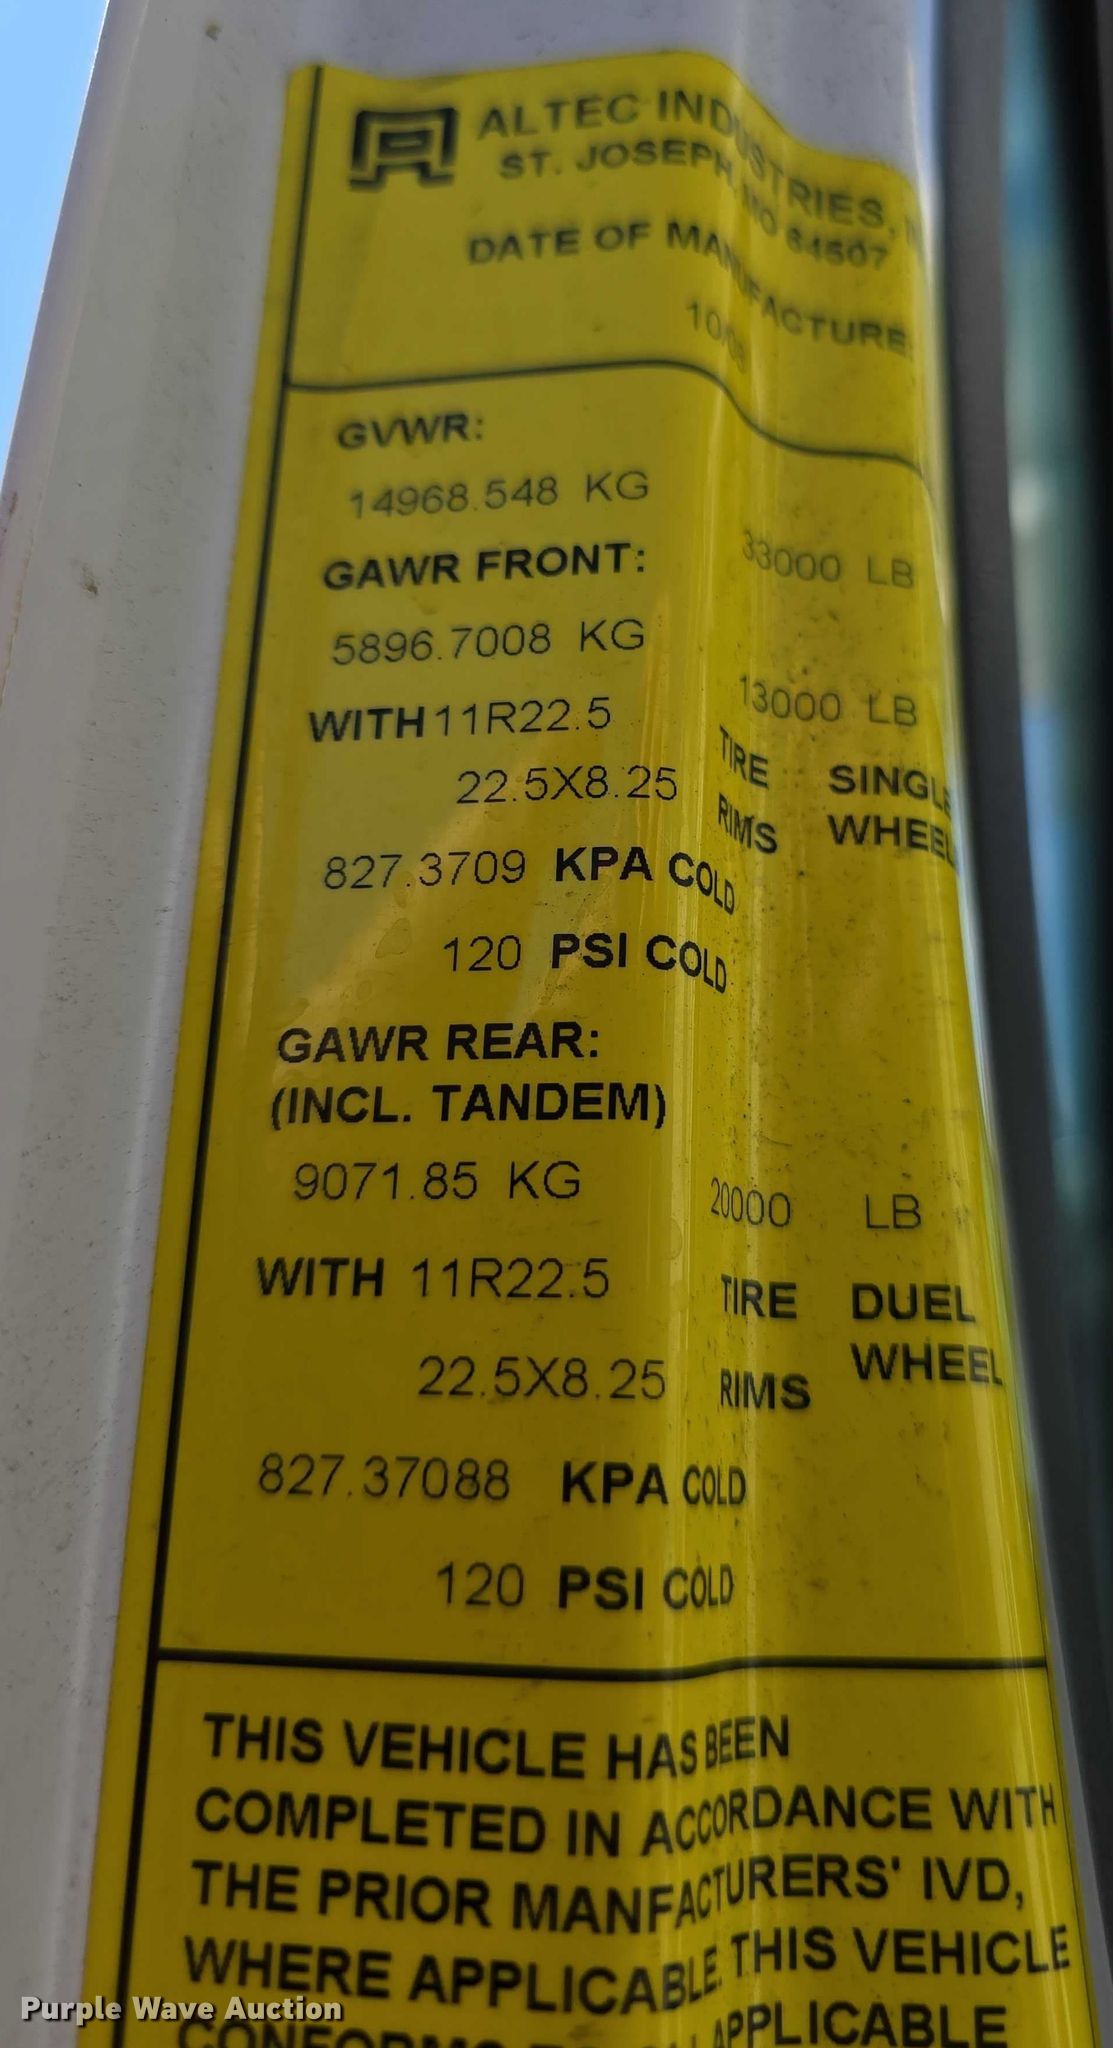 ALTEC INDUSTRIES,
ST. JOSEPH, MO 64507
DATE OF MANUFACTURE:
GVWR:
14968.548 KG 33000 LB
GAWR FRONT:
5896.7008 KG 13000 LB
WITH 11R22.5 TIRE SINGLE
22.5X8.25 RIMS WHEEL
827.3709 KPA COLD
120 PSI COLD
GAWR REAR:
(INCL. TANDEM)
9071.85 KG 20000 LB
WITH 11R22.5 TIRE DUEL
22.5X8.25 RIMS WHEEL
827.37088 KPA COLD
120 PSI COLD
THIS VEHICLE HAS BEEN
COMPLETED IN ACCORDANCE WITH
THE PRIOR MANFACTURERS' IVD,
WHERE APPLICABLE. THIS VEHICLE
CONFORMS TO ALL APPLICABLE
Purple Wave Auction